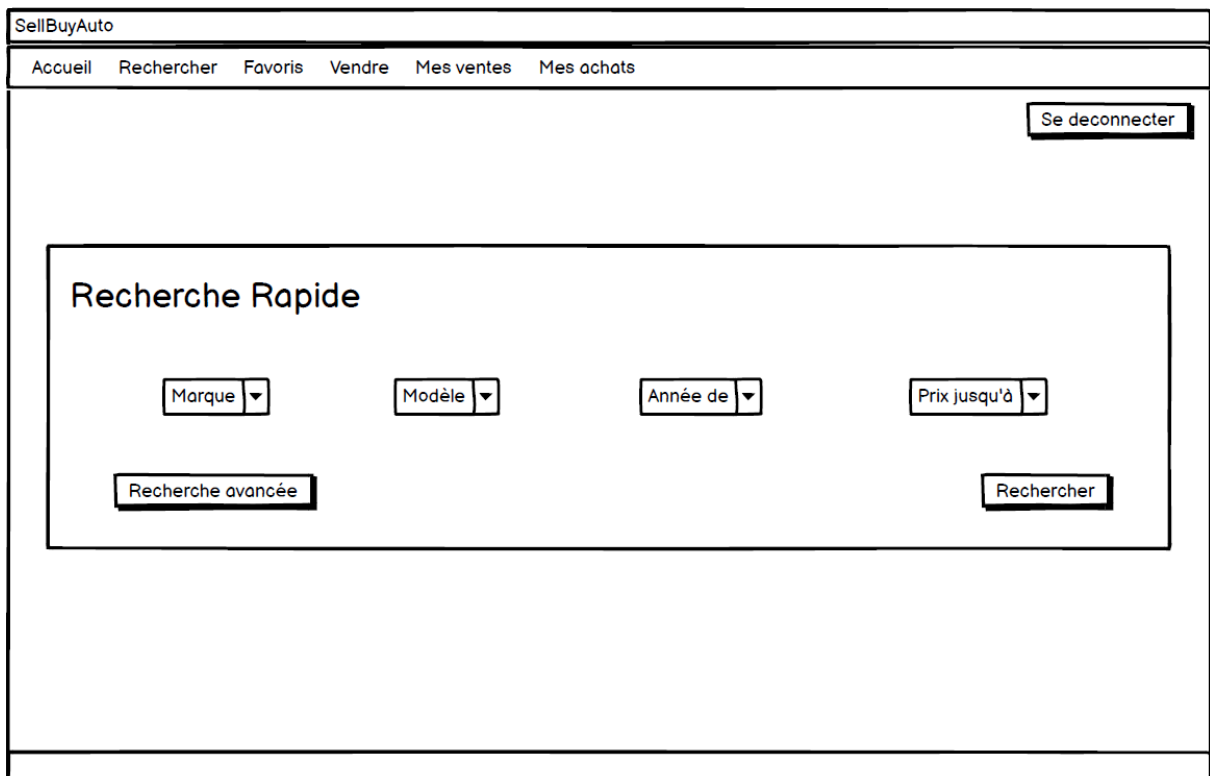 SellBuyAuto
Accueil Rechercher Favoris Vendre Mes ventes Mes achats
Se deconnecter
Recherche Rapide
Marque Modèle Année de Prix jusqu'à
Recherche avancée Rechercher